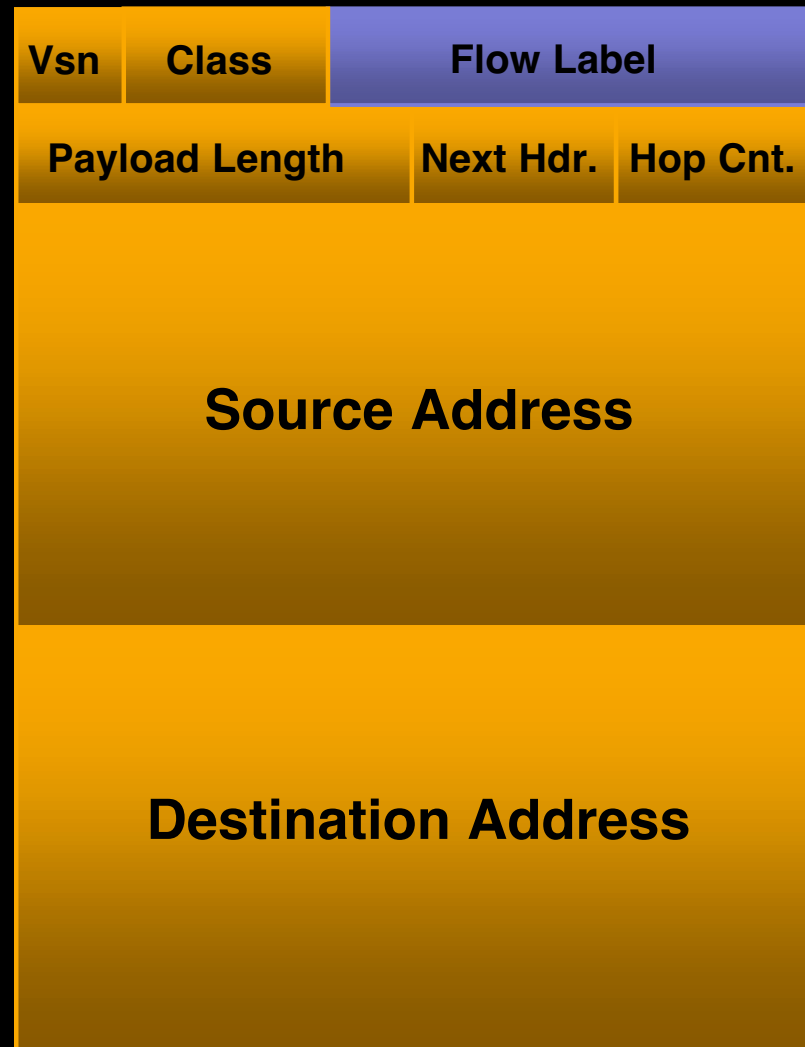 Vsn Class Flow Label
Payload Length Next Hdr. Hop Cnt.
Source Address
Destination Address